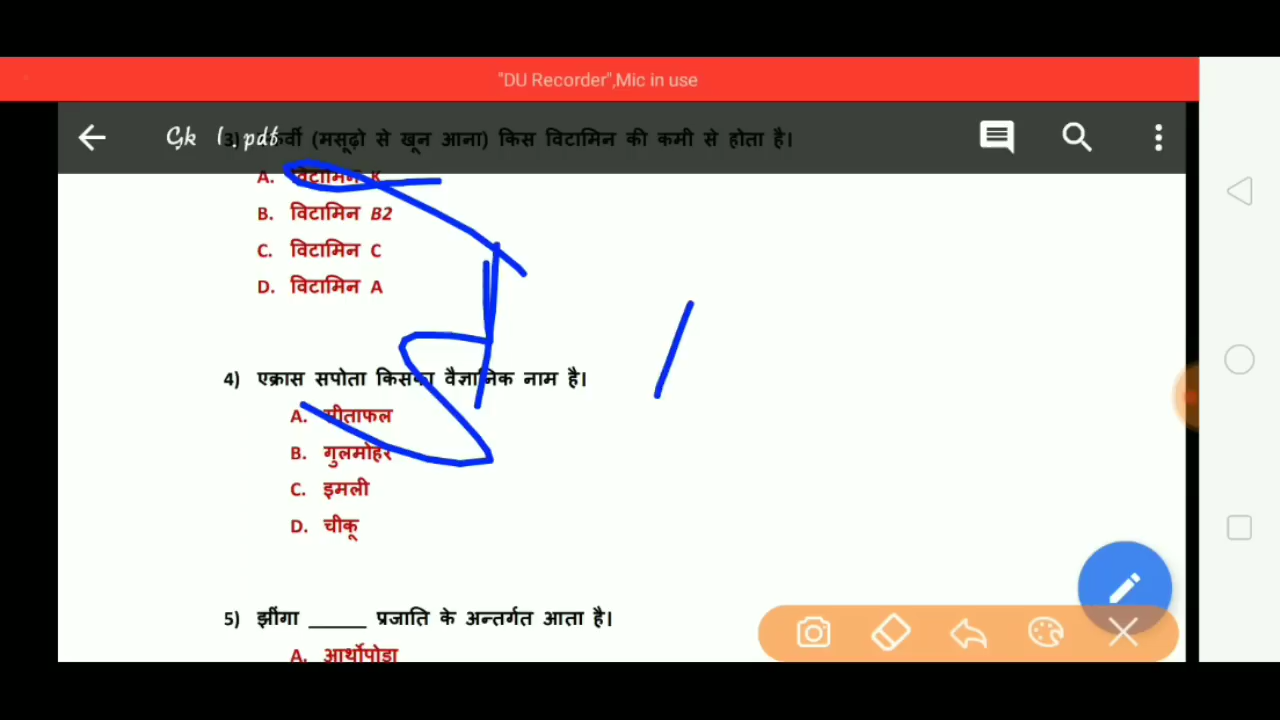 "DU Recorder",Mic in use
Gk 1.pdf
3) (मसूढ़ो से खून आना) किस विटामिन की कमी से होता है।
A. विटामिन K
B. विटामिन B2
C. विटामिन C
D. विटामिन A
4) एक्रास सपोता किसका वैज्ञानिक नाम है।
A. सीताफल
B. गुलमोहर
C. इमली
D. चीकू
5) झींगा ______ प्रजाति के अन्तर्गत आता है।
A. आर्थोपोडा